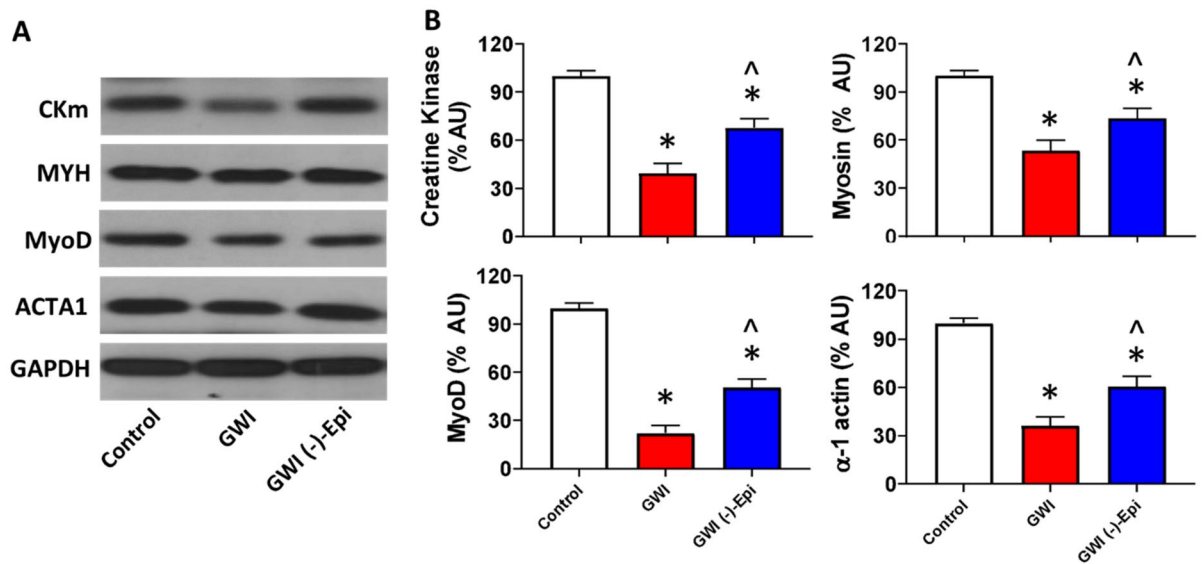 A
CKm
MYH
MyoD
ACTA1
GAPDH
Control
GWI
GWI (-)-Epi
B
Creatine Kinase
(% AU)
120
90
60
30
0
*
^
*
Myosin (% AU)
120
90
60
30
0
*
^
*
MyoD (% AU)
120
90
60
30
0
*
^
*
Control
GWI
GWI (-)-Epi
α-1 actin (% AU)
120
90
60
30
0
*
^
*
Control
GWI
GWI (-)-Epi